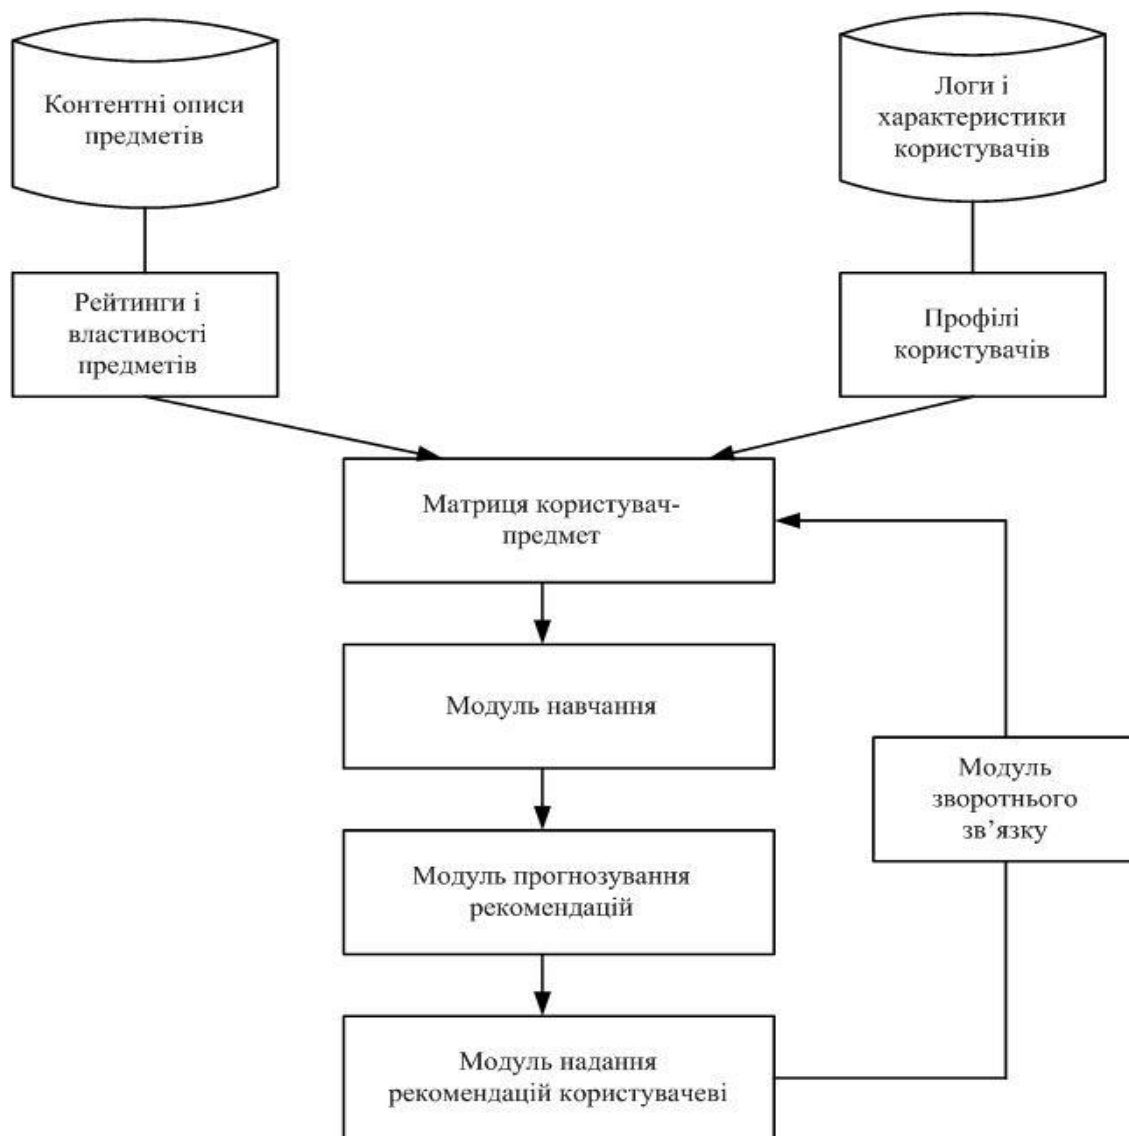 Контентні описи
предметів
Логи і
характеристики
користувачів
Рейтинги і
властивості
предметів
Профілі
користувачів
Матриця користувач-
предмет
Модуль навчання
Модуль
зворотнього
зв’язку
Модуль прогнозування
рекомендацій
Модуль надання
рекомендацій користувачеві